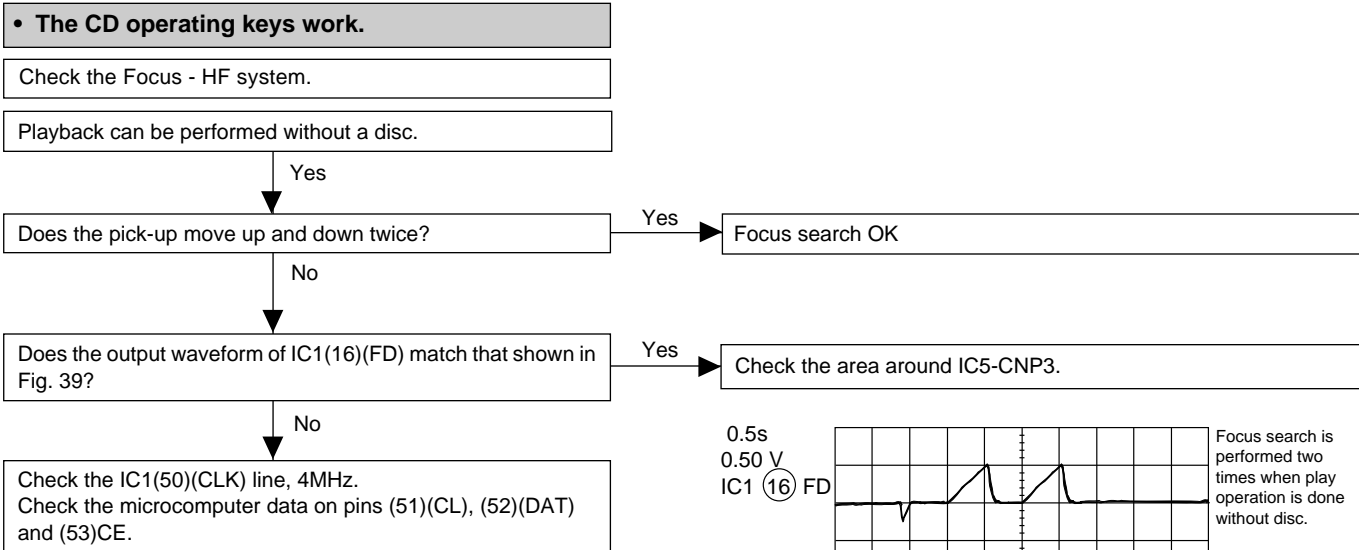 • The CD operating keys work.
Check the Focus - HF system.
Playback can be performed without a disc.
Yes
Does the pick-up move up and down twice?
Yes
Focus search OK
No
Does the output waveform of IC1(16)(FD) match that shown in
Fig. 39?
Yes
Check the area around IC5-CNP3.
No
Check the IC1(50)(CLK) line, 4MHz.
Check the microcomputer data on pins (51)(CL), (52)(DAT)
and (53)CE.
0.5s
0.50 V
IC1 (16) FD
Focus search is
performed two
times when play
operation is done
without disc.